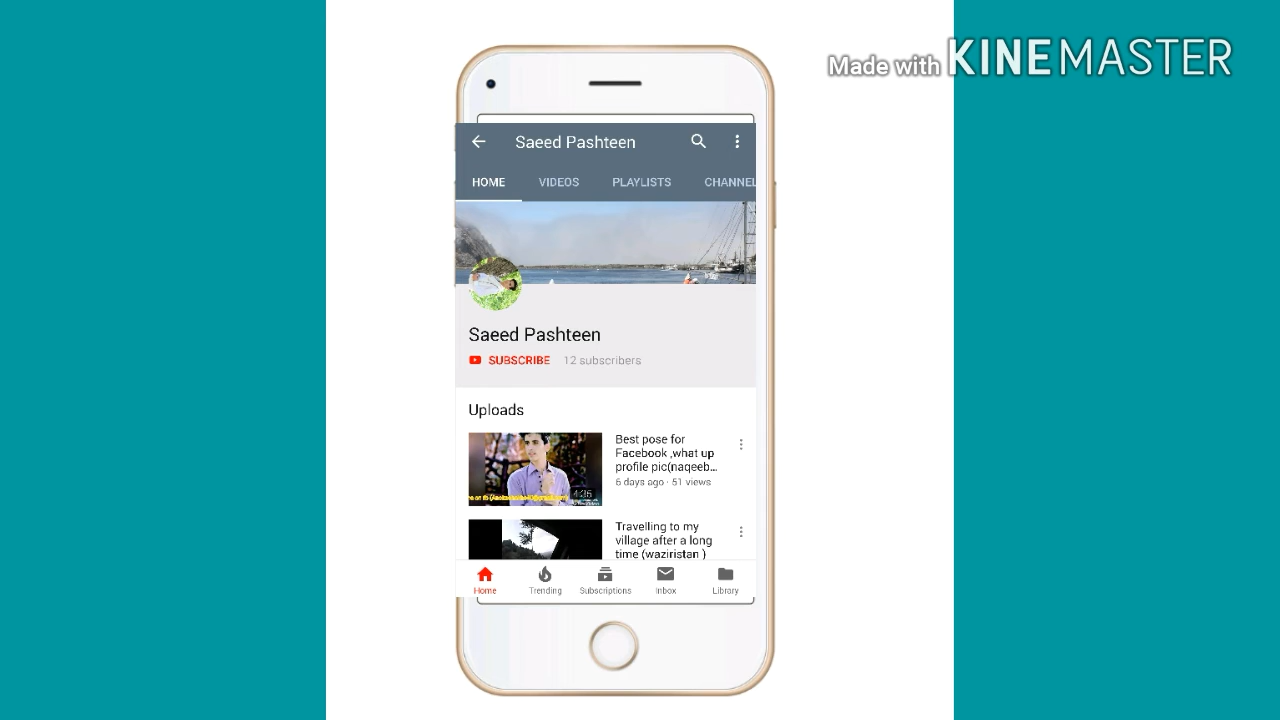 Made with KINEMASTER
Saeed Pashteen
HOME VIDEOS PLAYLISTS CHANNEL
Saeed Pashteen
SUBSCRIBE 12 subscribers
Uploads
Best pose for
Facebook ,what up
profile pic(naqeeb...
6 days ago · 51 views
4:35
Travelling to my
village after a long
time (waziristan )
Home Trending Subscriptions Inbox Library